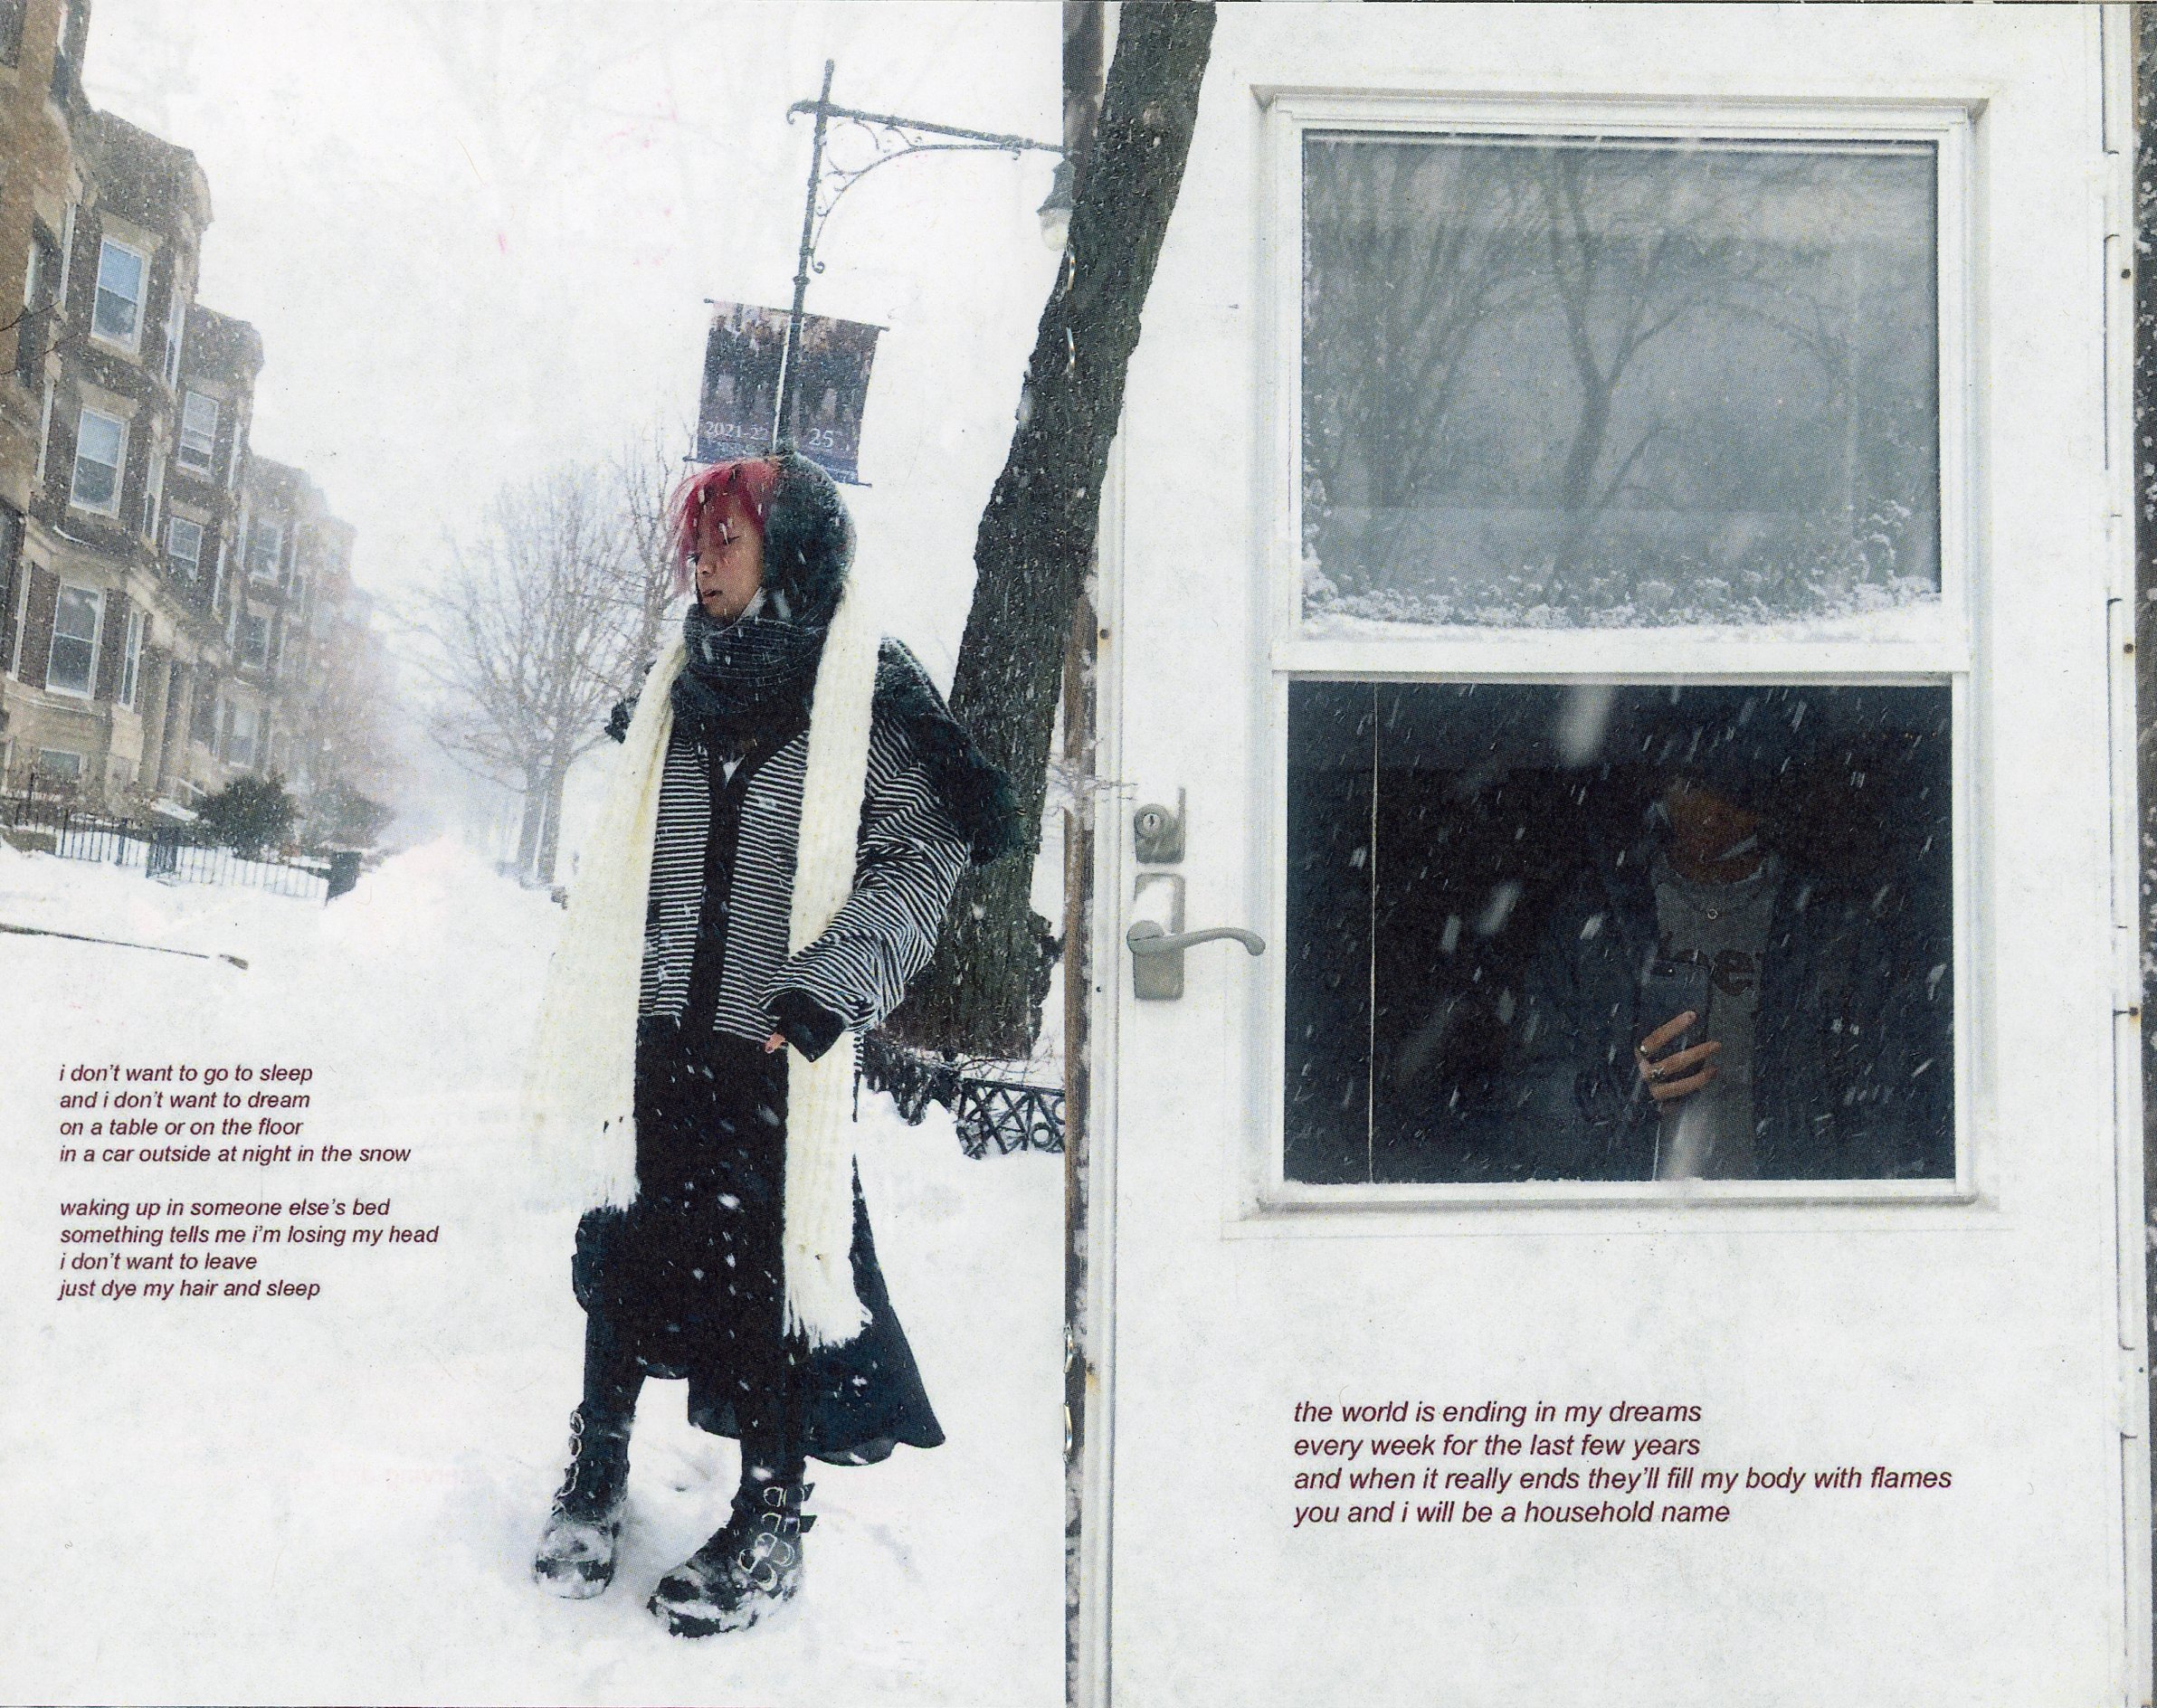 2021-22
25
i don't want to go to sleep
and i don't want to dream
on a table or on the floor
in a car outside at night in the snow
waking up in someone else's bed
something tells me i'm losing my head
i don't want to leave
just dye my hair and sleep
the world is ending in my dreams
every week for the last few years
and when it really ends they'll fill my body with flames
you and i will be a household name